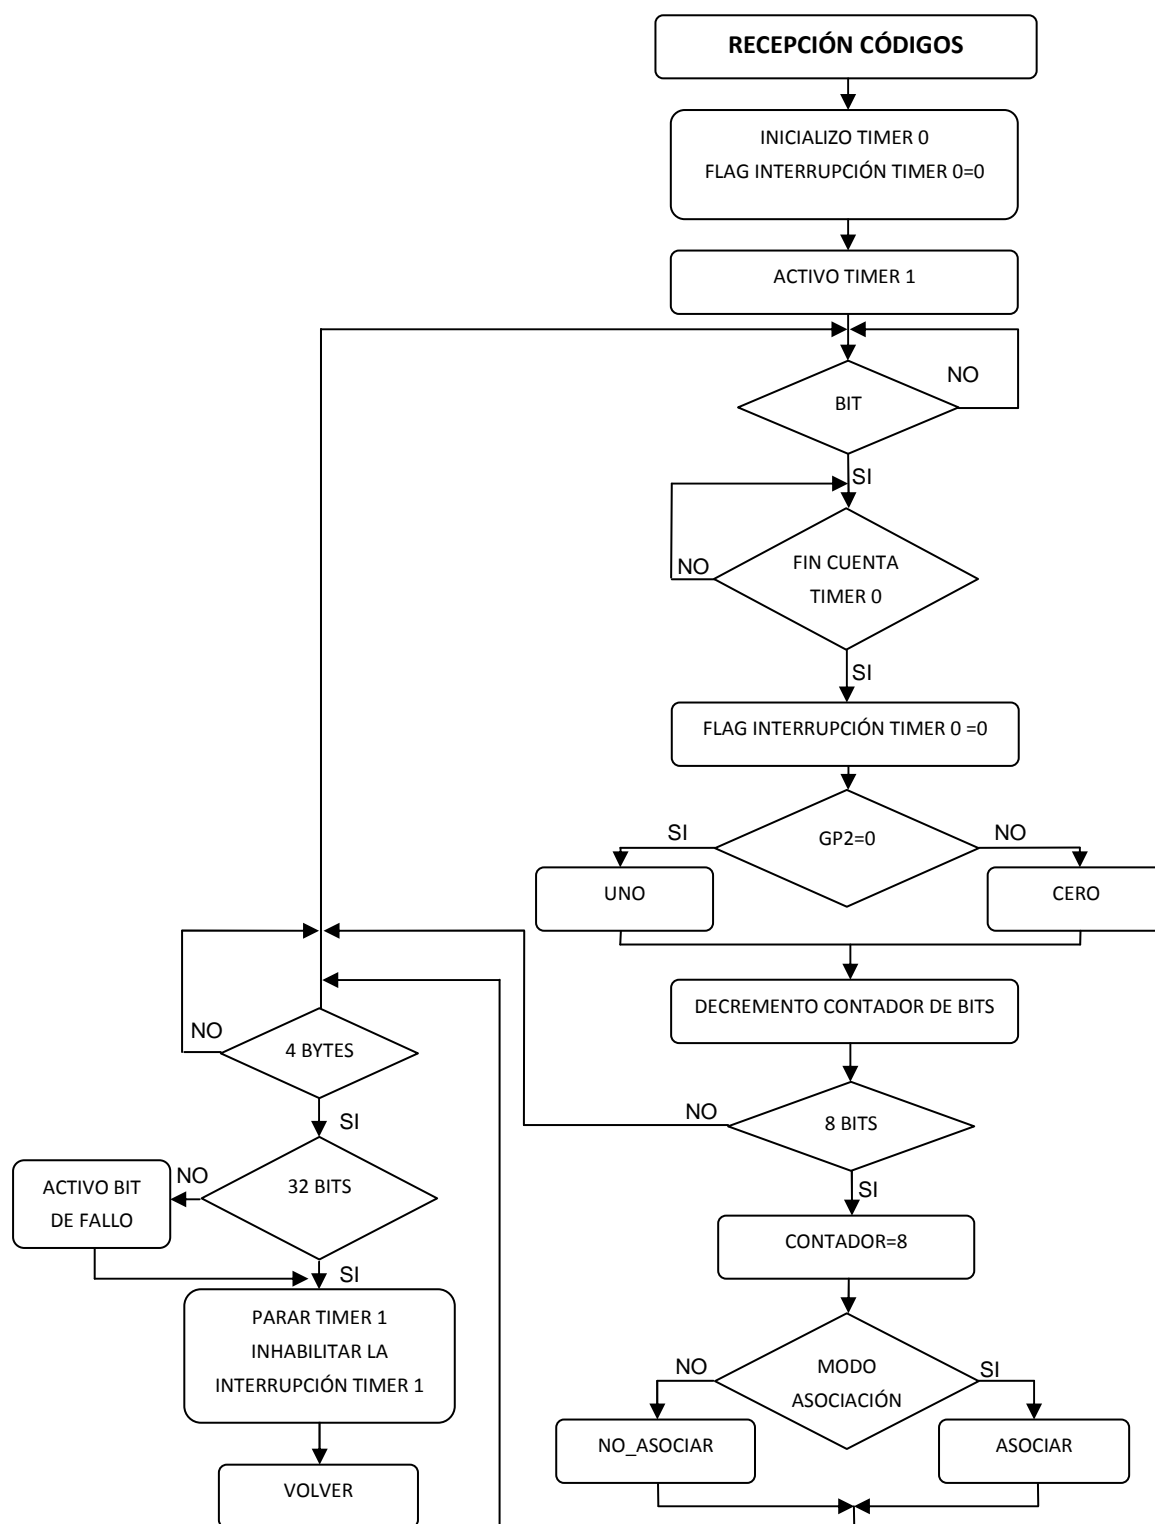 RECEPCIÓN CÓDIGOS
INICIALIZO TIMER 0
FLAG INTERRUPCIÓN TIMER 0=0
ACTIVO TIMER 1
NO
BIT
SI
NO
FIN CUENTA
TIMER 0
SI
FLAG INTERRUPCIÓN TIMER 0 =0
SI
GP2=0
NO
UNO
CERO
DECREMENTO CONTADOR DE BITS
NO
4 BYTES
SI
NO
8 BITS
SI
NO
32 BITS
ACTIVO BIT
DE FALLO
SI
CONTADOR=8
PARAR TIMER 1
INHABILITAR LA
INTERRUPCIÓN TIMER 1
NO
MODO
ASOCIACIÓN
SI
NO_ASOCIAR
ASOCIAR
VOLVER